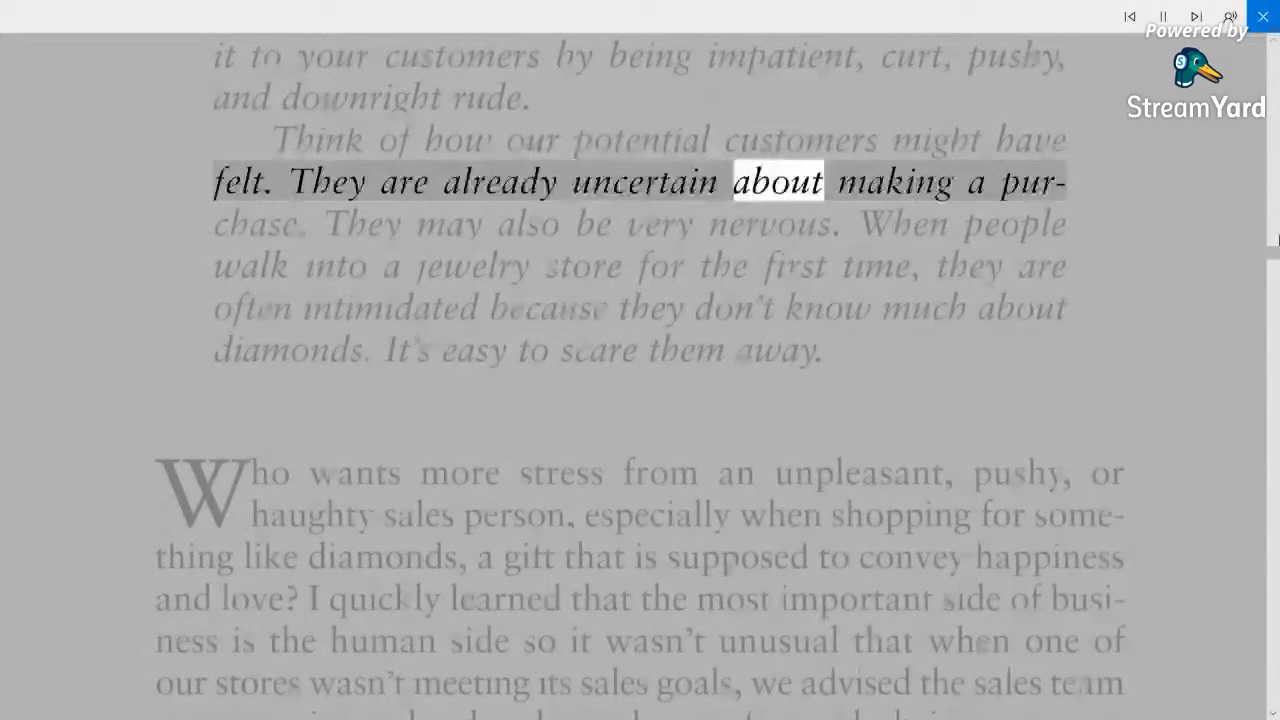 Powered by
StreamYard
it to your customers by being impatient, curt, pushy,
and downright rude.
Think of how our potential customers might have
felt. They are already uncertain about making a pur-
chase. They may also be very nervous. When people
walk into a jewelry store for the first time, they are
often intimidated because they don't know much about
diamonds. It's easy to scare them away.
Who wants more stress from an unpleasant, pushy, or
haughty sales person, especially when shopping for some-
thing like diamonds, a gift that is supposed to convey happiness
and love? I quickly learned that the most important side of busi-
ness is the human side so it wasn't unusual that when one of
our stores wasn't meeting its sales goals, we advised the sales team